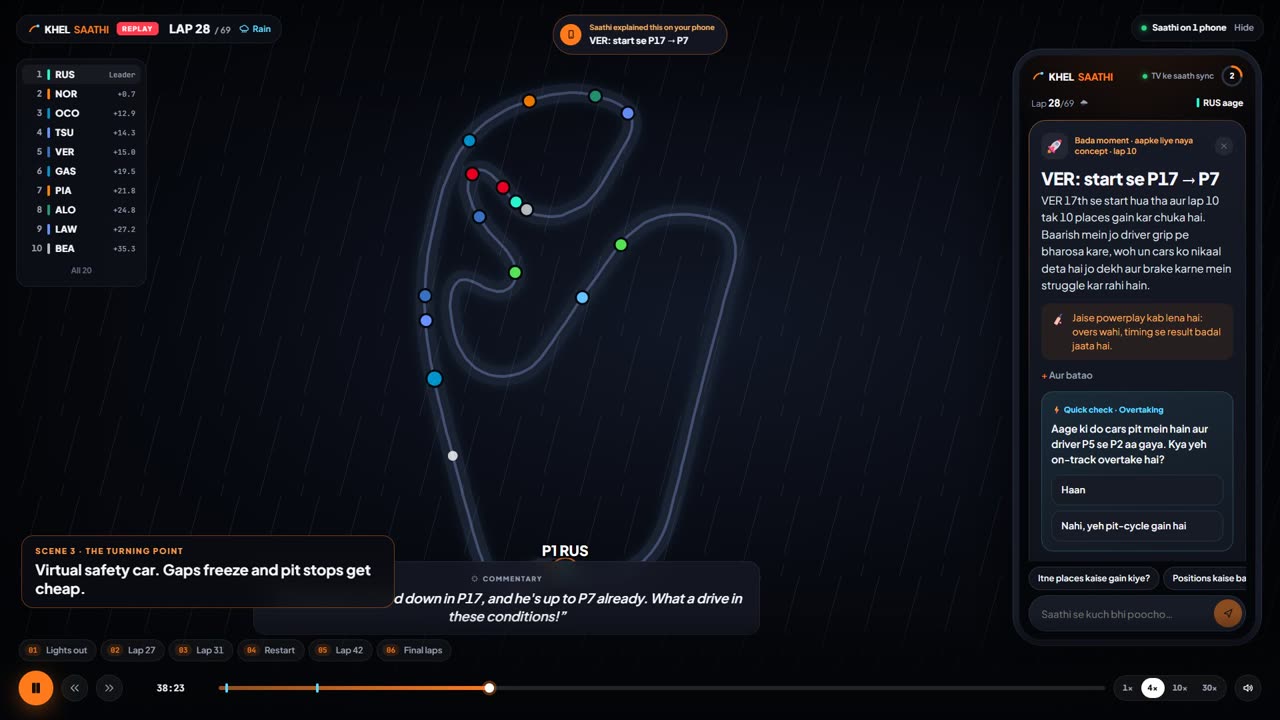 KHEL SAATHI REPLAY LAP 28 / 69 Rain
Saathi explained this on your phone
VER: start se P17 → P7
Saathi on 1 phone Hide
1 RUS Leader
2 NOR +0.7
3 OCO +12.9
4 TSU +14.3
5 VER +15.0
6 GAS +19.5
7 PIA +21.8
8 ALO +24.8
9 LAW +27.2
10 BEA +35.3
All 20
KHEL SAATHI TV ke saath sync 2
Lap 28/69 RUS aage
Bada moment · aapke liye naya
concept · lap 10
VER: start se P17 → P7
VER 17th se start hua tha aur lap 10
tak 10 places gain kar chuka hai.
Baarish mein jo driver grip pe
bharosa kare, woh un cars ko nikaal
deta hai jo dekh aur brake karne mein
struggle kar rahi hain.
Jaise powerplay kab lena hai:
overs wahi, timing se result badal
jaata hai.
+ Aur batao
Quick check · Overtaking
Aage ki do cars pit mein hain aur
driver P5 se P2 aa gaya. Kya yeh
on-track overtake hai?
Haan
Nahi, yeh pit-cycle gain hai
Itne places kaise gain kiye? Positions kaise ba
Saathi se kuch bhi poocho…
P1 RUS
SCENE 3 · THE TURNING POINT
Virtual safety car. Gaps freeze and pit stops get
cheap.
COMMENTARY
d down in P17, and he's up to P7 already. What a drive in
these conditions!”
01 Lights out 02 Lap 27 03 Lap 31 04 Restart 05 Lap 42 06 Final laps
38:23
1× 4× 10× 30×